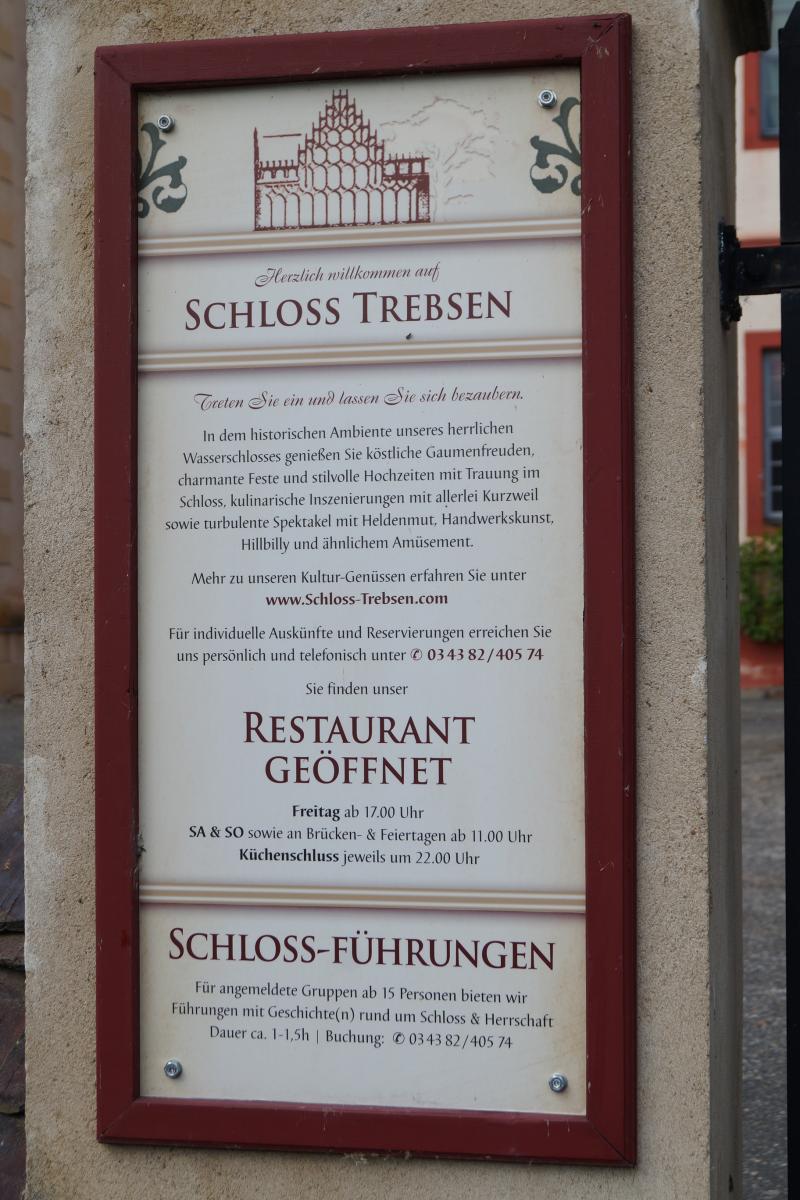 Herzlich willkommen auf
SCHLOSS TREBSEN
Treten Sie ein und lassen Sie sich bezaubern.
In dem historischen Ambiente unseres herrlichen
Wasserschlosses genießen Sie köstliche Gaumenfreuden,
charmante Feste und stilvolle Hochzeiten mit Trauung im
Schloss, kulinarische Inszenierungen mit allerlei Kurzweil
sowie turbulente Spektakel mit Heldenmut, Handwerkskunst,
Hillbilly und ähnlichem Amüsement.
Mehr zu unseren Kultur-Genüssen erfahren Sie unter
www.Schloss-Trebsen.com
Für individuelle Auskünfte und Reservierungen erreichen Sie
uns persönlich und telefonisch unter ✆ 03 43 82 / 405 74
Sie finden unser
RESTAURANT
GEÖFFNET
Freitag ab 17.00 Uhr
SA & SO sowie an Brücken- & Feiertagen ab 11.00 Uhr
Küchenschluss jeweils um 22.00 Uhr
SCHLOSS-FÜHRUNGEN
Für angemeldete Gruppen ab 15 Personen bieten wir
Führungen mit Geschichte(n) rund um Schloss & Herrschaft
Dauer ca. 1-1,5h | Buchung: ✆ 03 43 82 / 405 74